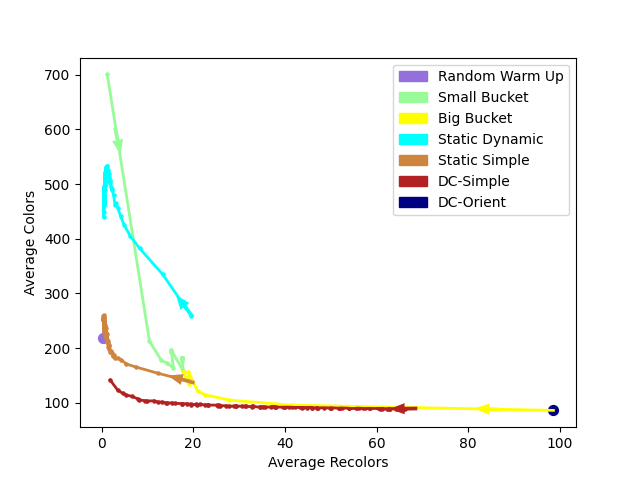 700
600
500
400
300
200
100
Average Colors
0
20
40
60
80
100
Average Recolors
Random Warm Up
Small Bucket
Big Bucket
Static Dynamic
Static Simple
DC-Simple
DC-Orient